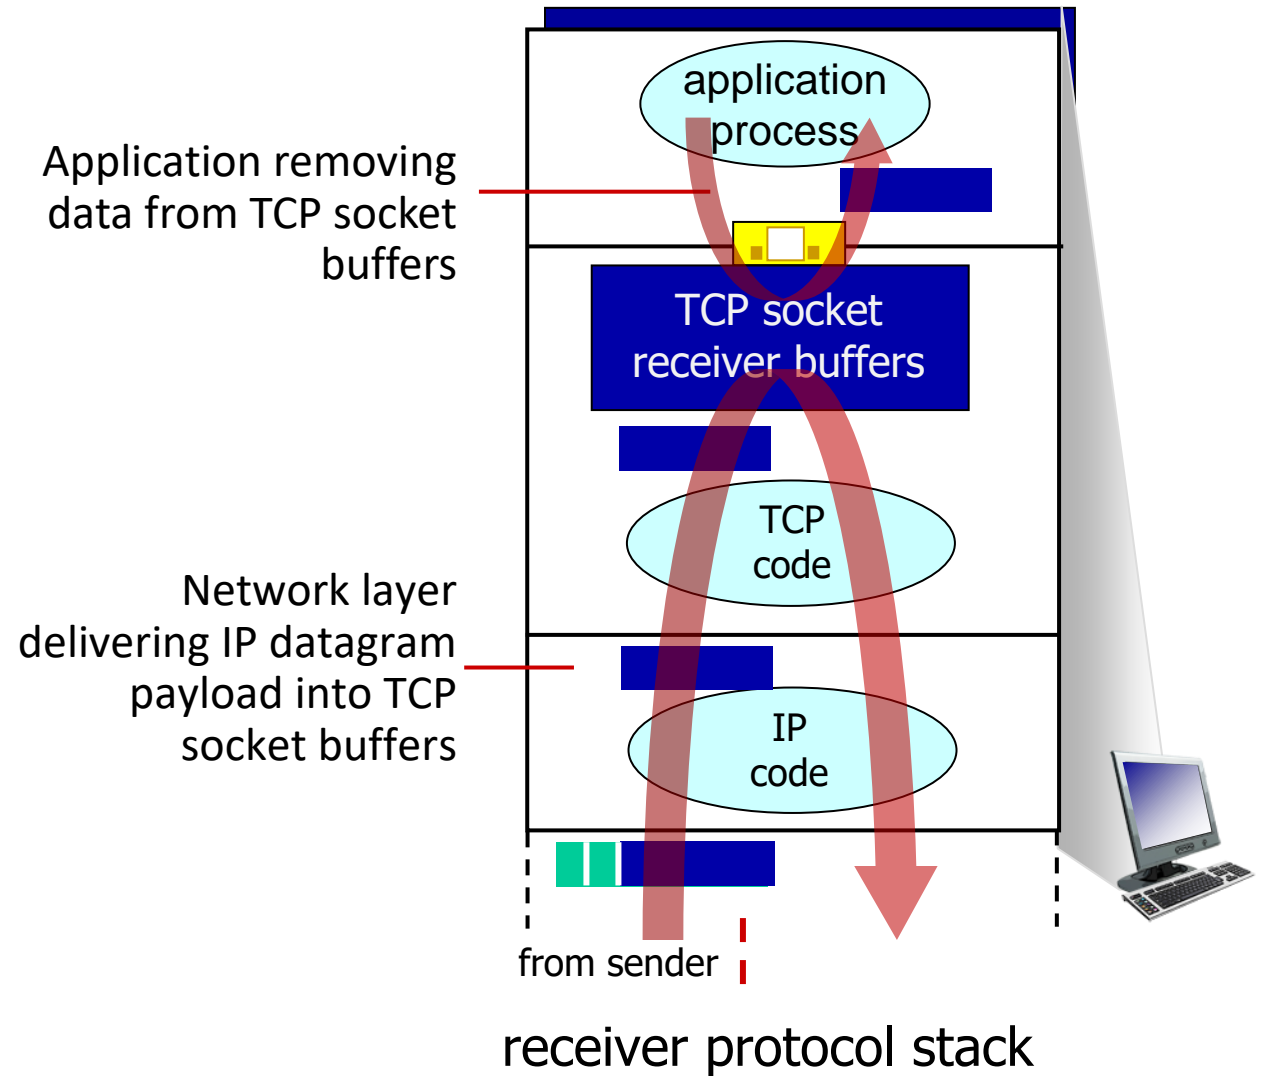 application
process
Application removing
data from TCP socket
buffers
TCP socket
receiver buffers
TCP
code
Network layer
delivering IP datagram
payload into TCP
socket buffers
IP
code
from sender
receiver protocol stack